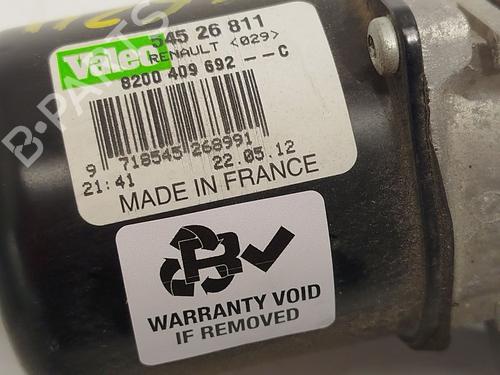 Valeo
545 26 811
RENAULT <029>
8200 409 692 --C
9 718545 268991
21:41 22.05.12
MADE IN FRANCE
B
WARRANTY VOID
IF REMOVED
B-PARTS